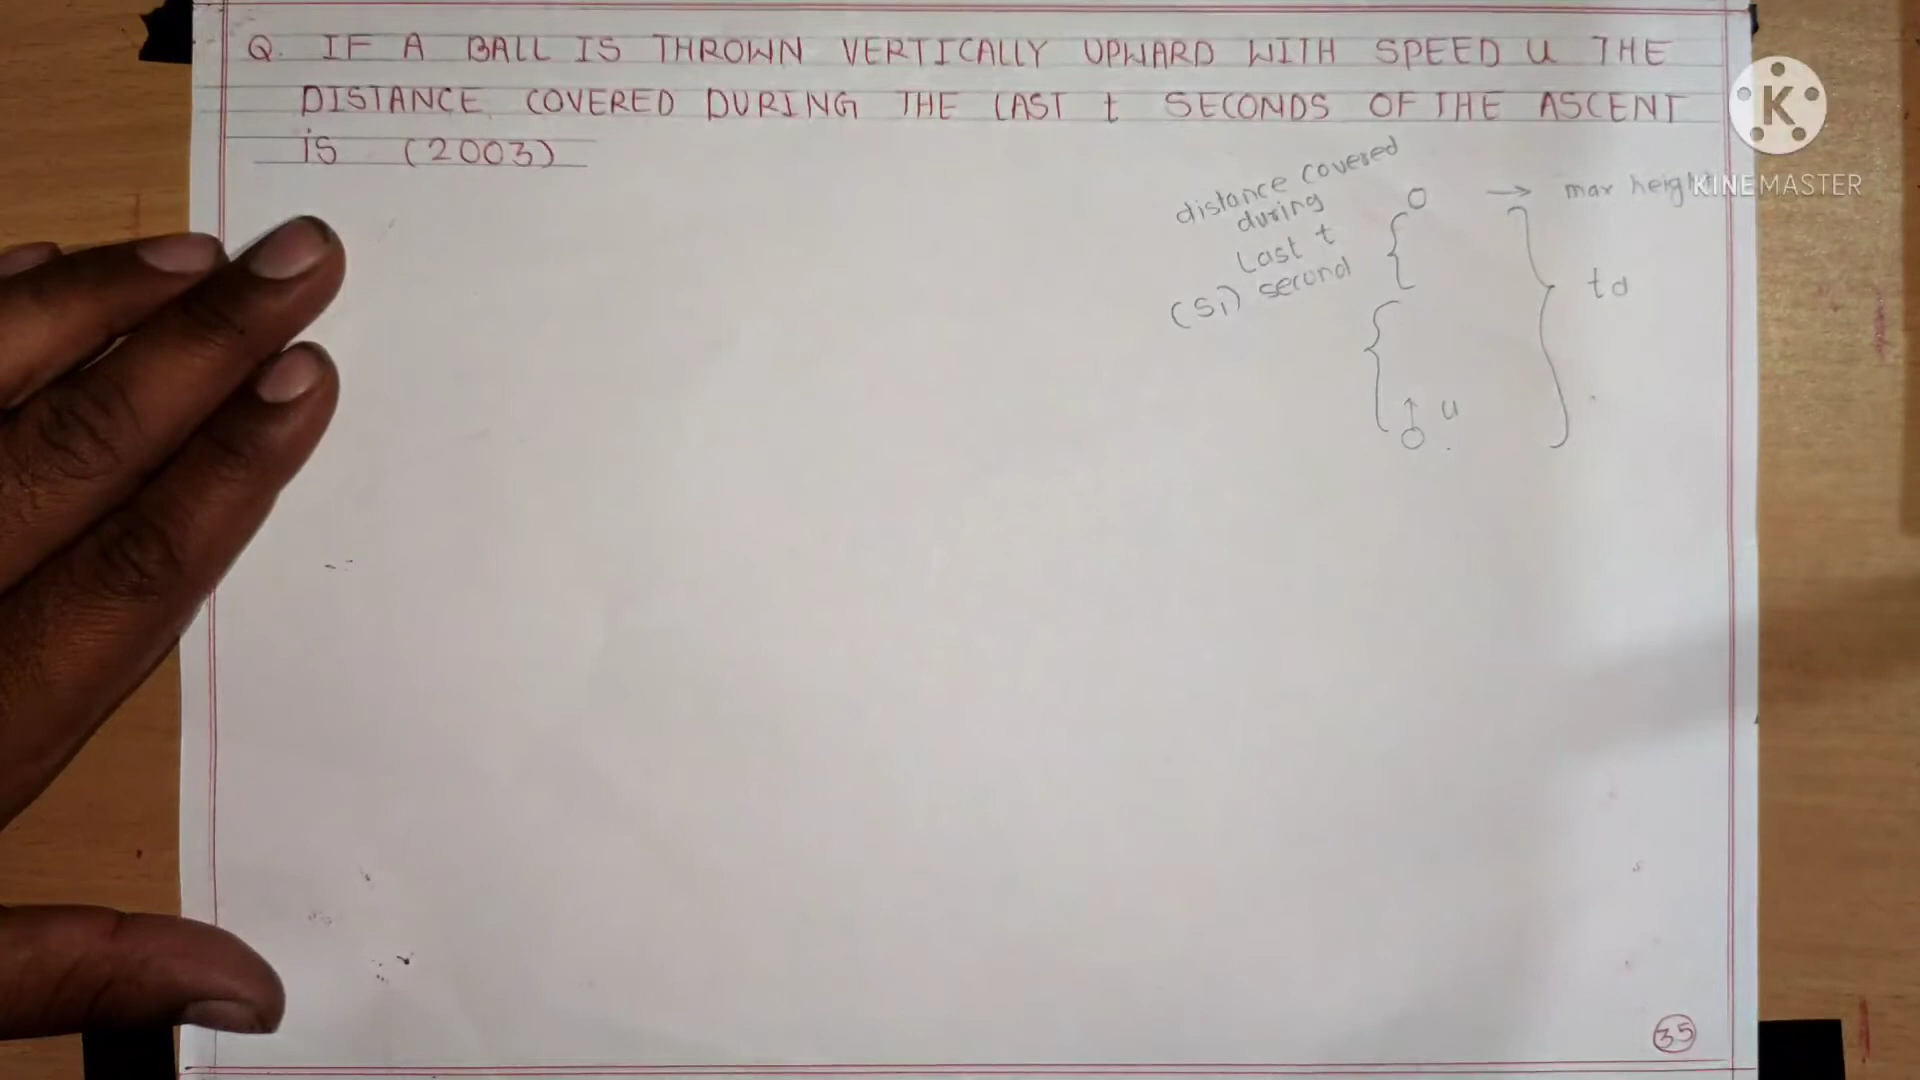 Q. IF A BALL IS THROWN VERTICALLY UPWARD WITH SPEED u THE
DISTANCE COVERED DURING THE LAST t SECONDS OF THE ASCENT
is (2003)
distance covered
during
Last t
(S1) second
→ max height
KINEMASTER
K
td
u
35